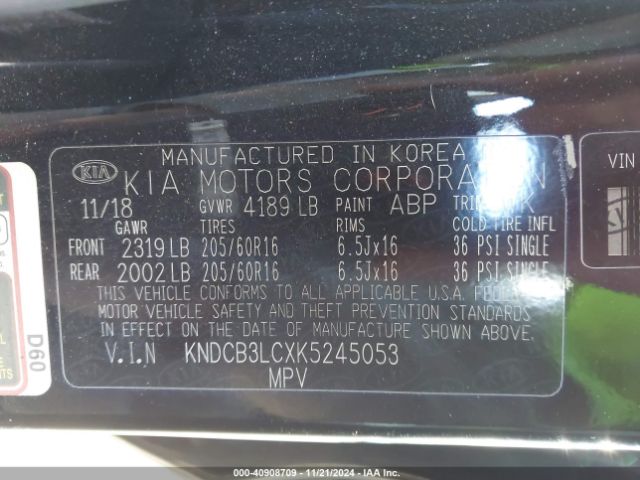 MANUFACTURED IN KOREA
KIA KIA MOTORS CORPORATION
11/18 GVWR 4189 LB PAINT ABP
GAWR TIRES RIMS COLD TIRE INFL
FRONT 2319 LB 205/60R16 6.5Jx16 36 PSI SINGLE
REAR 2002 LB 205/60R16 6.5Jx16 36 PSI SINGLE
THIS VEHICLE CONFORMS TO ALL APPLICABLE U.S.A. FEDERAL
MOTOR VEHICLE SAFETY AND THEFT PREVENTION STANDARDS
IN EFFECT ON THE DATE OF MANUFACTURE SHOWN ABOVE.
V.I.N KNDCB3LCXK5245053
MPV
D60
VIN
000-40908709 - 11/21/2024 - IAA Inc.